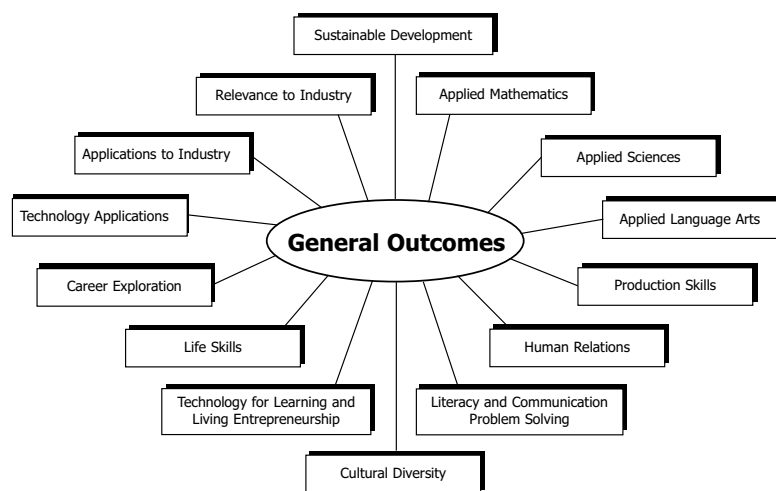 Sustainable Development
Relevance to Industry
Applied Mathematics
Applications to Industry
Applied Sciences
Technology Applications
Applied Language Arts
General Outcomes
Career Exploration
Production Skills
Life Skills
Human Relations
Technology for Learning and
Living Entrepreneurship
Literacy and Communication
Problem Solving
Cultural Diversity